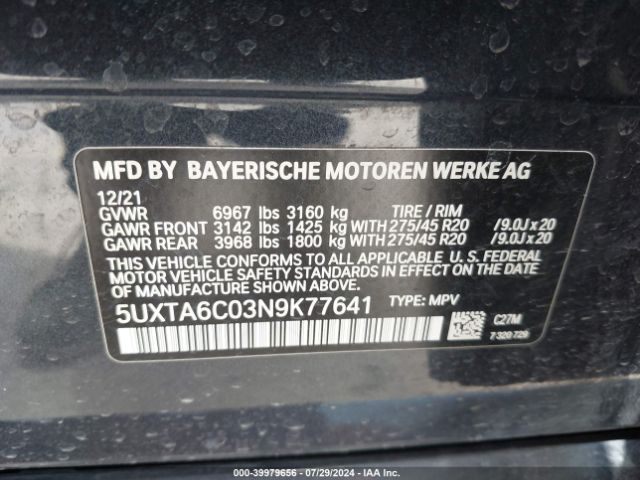 MFD BY BAYERISCHE MOTOREN WERKE AG
12/21
GVWR 6967 lbs 3160 kg TIRE / RIM
GAWR FRONT 3142 lbs 1425 kg WITH 275/45 R20 /9.0J x 20
GAWR REAR 3968 lbs 1800 kg WITH 275/45 R20 /9.0J x 20
THIS VEHICLE CONFORMS TO ALL APPLICABLE U. S. FEDERAL
MOTOR VEHICLE SAFETY STANDARDS IN EFFECT ON THE DATE
OF MANUFACTURE SHOWN ABOVE.
5UXTA6C03N9K77641 TYPE: MPV
C27M
7 320 729
000-39979656 - 07/29/2024 - IAA Inc.